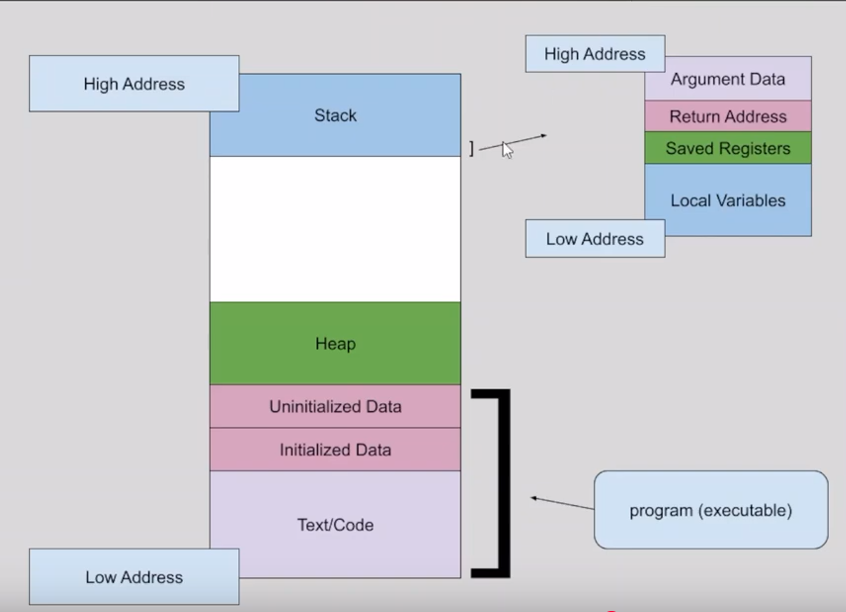 High Address
Stack
]
Heap
Uninitialized Data
Initialized Data
Text/Code
Low Address
High Address
Argument Data
Return Address
Saved Registers
Local Variables
Low Address
program (executable)